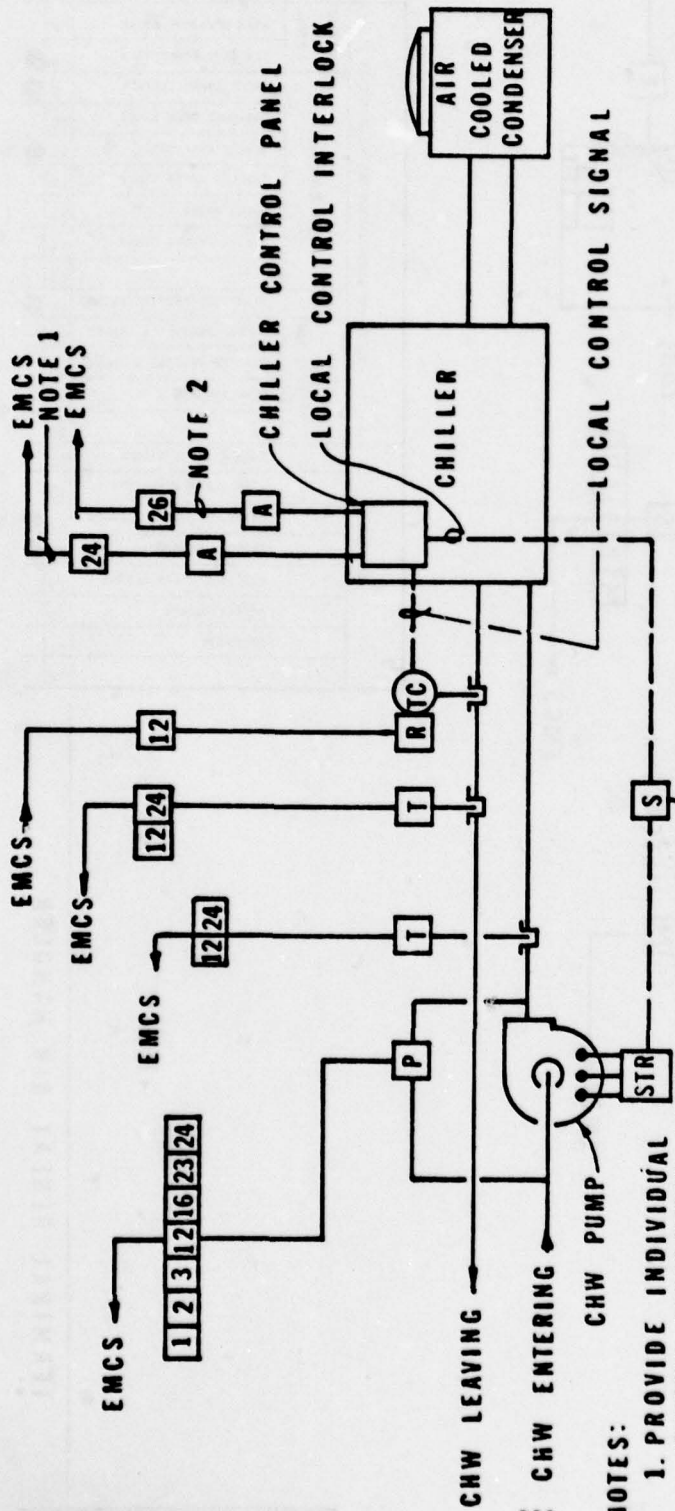 EMCS
NOTE 1
EMCS
24
26
NOTE 2
A
A
CHILLER CONTROL PANEL
LOCAL CONTROL INTERLOCK
AIR
COOLED
CONDENSER
CHILLER
LOCAL CONTROL SIGNAL
EMCS
12
R
TC
EMCS
12 24
T
EMCS
12 24
T
EMCS
1 2 3 12 16 23 24
P
CHW LEAVING
CHW ENTERING
CHW PUMP
STR
S
NOTES:
1. PROVIDE INDIVIDUAL